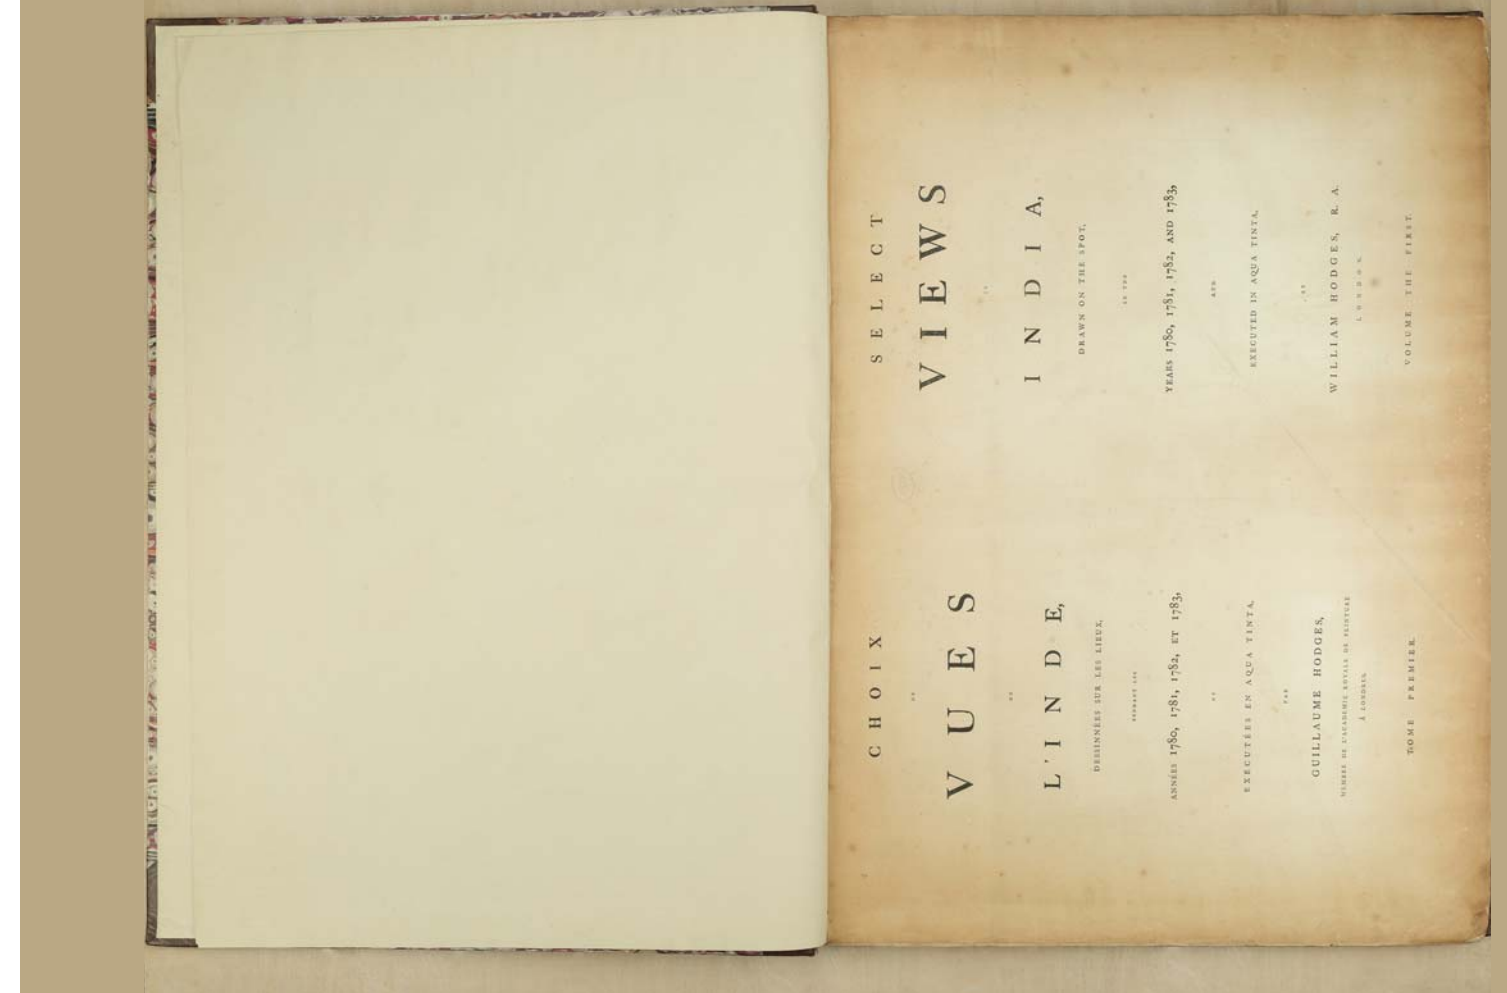 CHOIX
DE
VUES
DE
L'INDE,
DESSINNÉES SUR LES LIEUX,
PENDANT LES
ANNÉES 1780, 1781, 1782, ET 1783,
ET
EXECUTÉES EN AQUA TINTA,
PAR
GUILLAUME HODGES,
MEMBRE DE L'ACADEMIE ROYALE DE PEINTURE
À LONDRES,
TOME PREMIER.
SELECT
VIEWS
IN
INDIA,
DRAWN ON THE SPOT,
IN THE
YEARS 1780, 1781, 1782, AND 1783,
AND
EXECUTED IN AQUA TINTA,
BY
WILLIAM HODGES, R. A.
LONDON.
VOLUME THE FIRST.